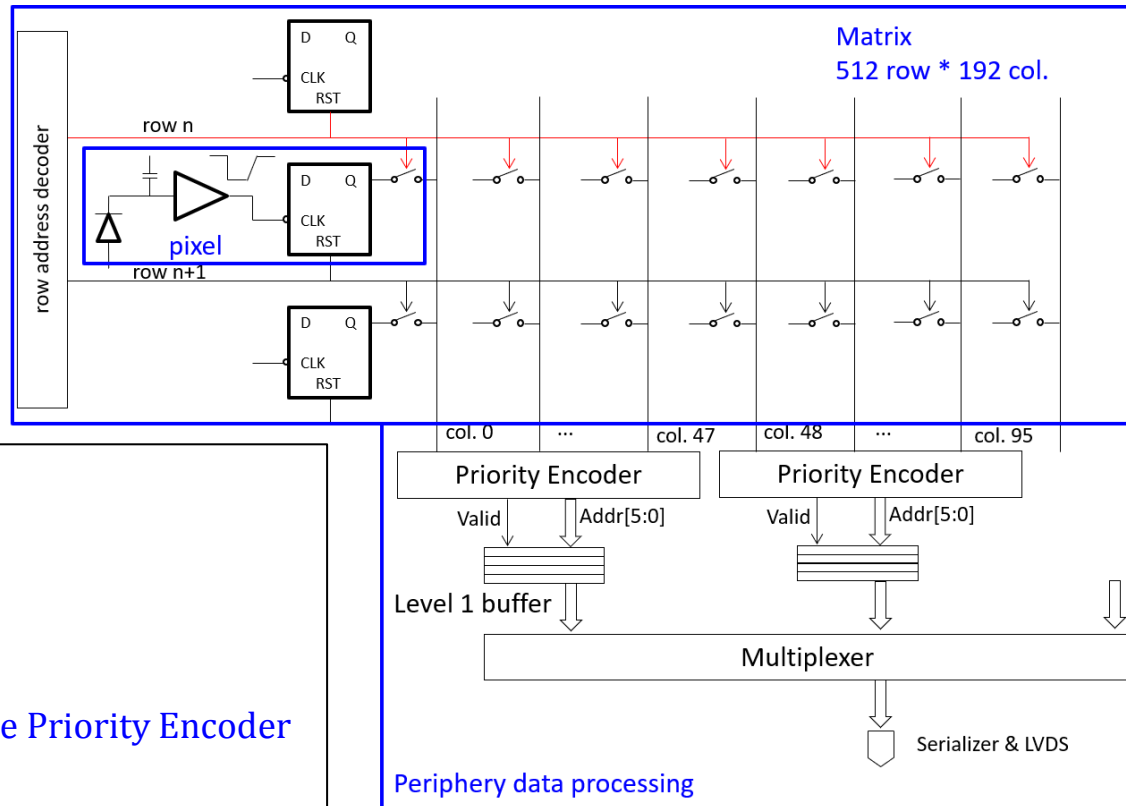 D Q
CLK
RST
Matrix
512 row * 192 col.
row address decoder
row n
D Q
CLK
RST
pixel
row n+1
D Q
CLK
RST
col. 0 ... col. 47 col. 48 ... col. 95
Priority Encoder Priority Encoder
Valid Addr[5:0] Valid Addr[5:0]
Level 1 buffer
Multiplexer
e Priority Encoder
Serializer & LVDS
Periphery data processing